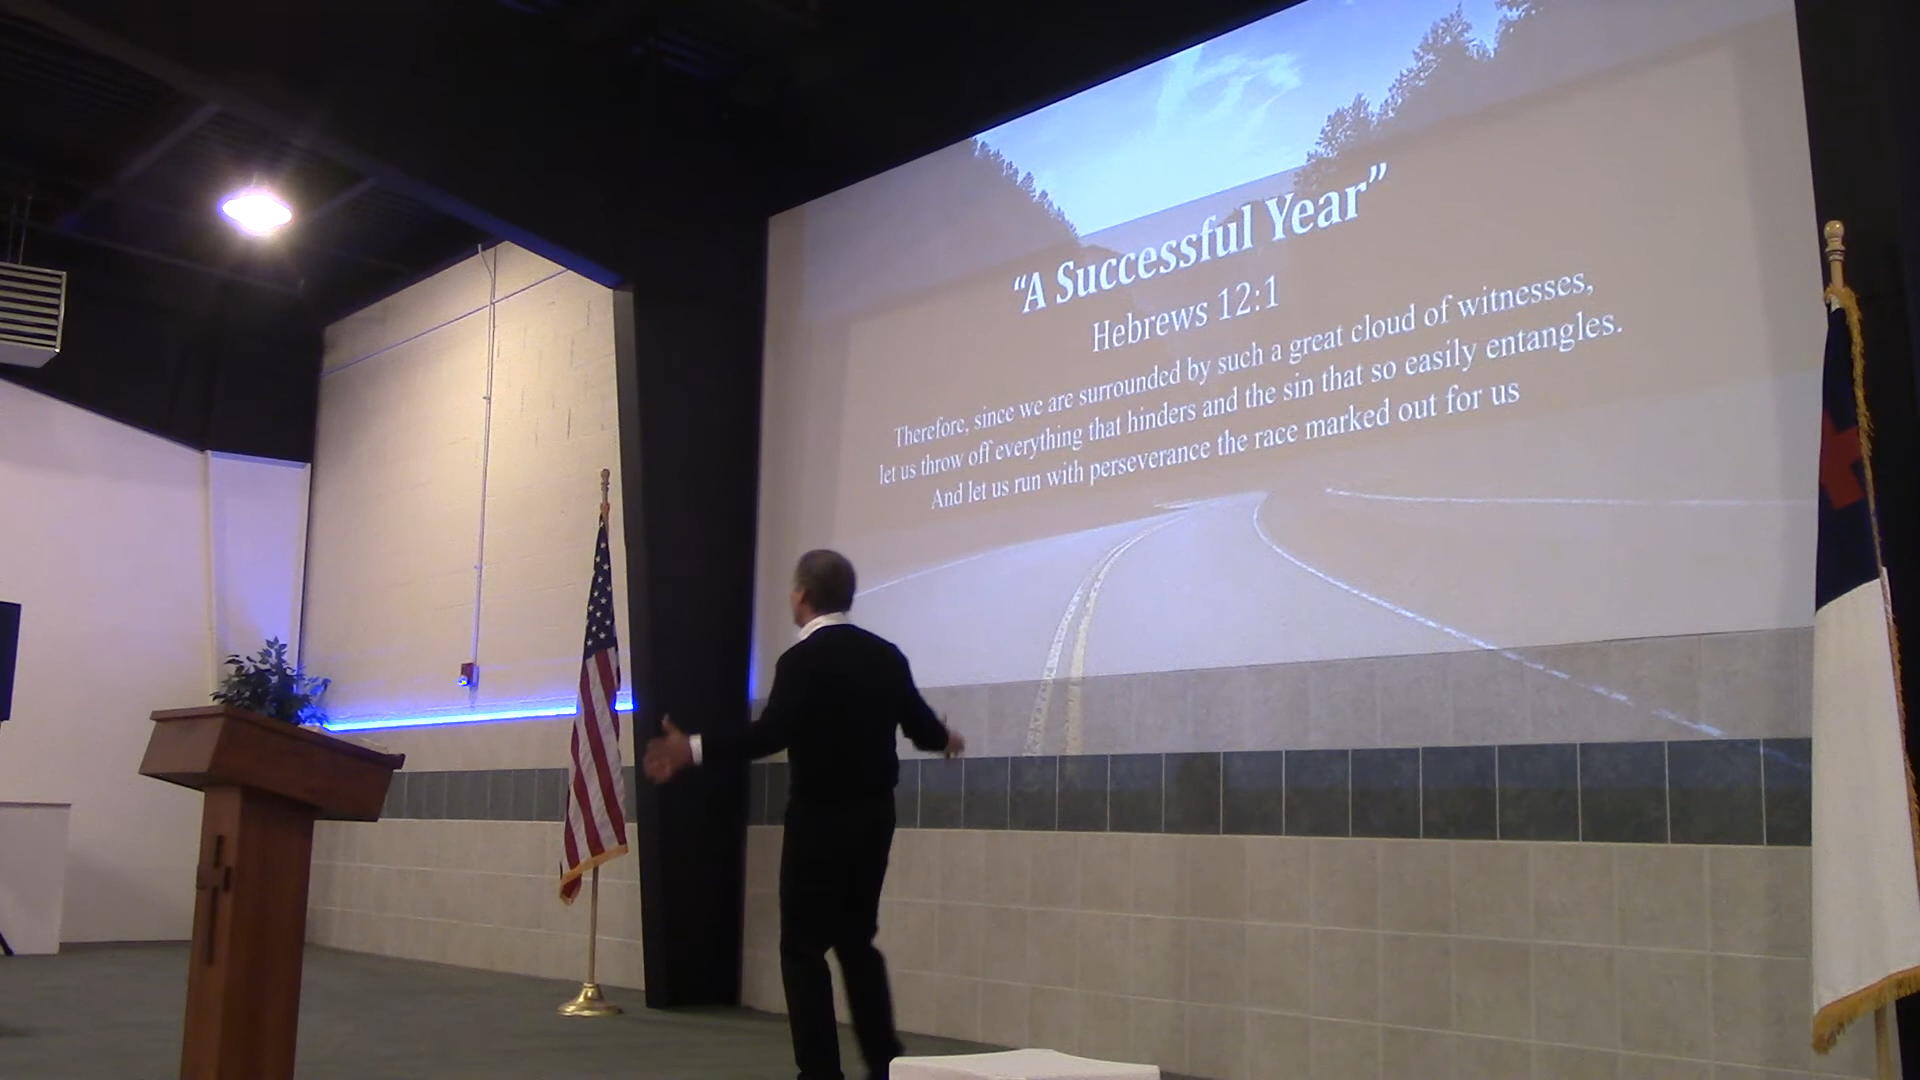 “A Successful Year”
Hebrews 12:1
Therefore, since we are surrounded by such a great cloud of witnesses,
let us throw off everything that hinders and the sin that so easily entangles.
And let us run with perseverance the race marked out for us